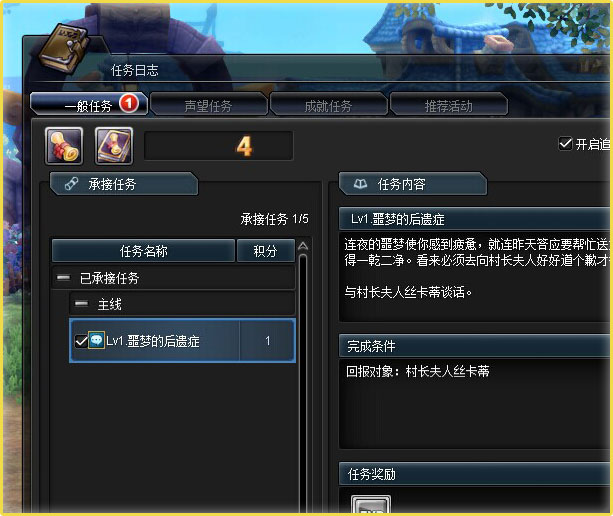 任务日志
一般任务 1
声望任务
成就任务
推荐活动
4
开启追
承接任务
承接任务 1/5
任务名称
积分
已承接任务
主线
Lv1.噩梦的后遗症
1
任务内容
Lv1.噩梦的后遗症
连夜的噩梦使你感到疲惫，就连昨天答应要帮忙送
得一乾二净。看来必须去向村长夫人好好道个歉才
与村长夫人丝卡蒂谈话。
完成条件
回报对象：村长夫人丝卡蒂
任务奖励
EXP